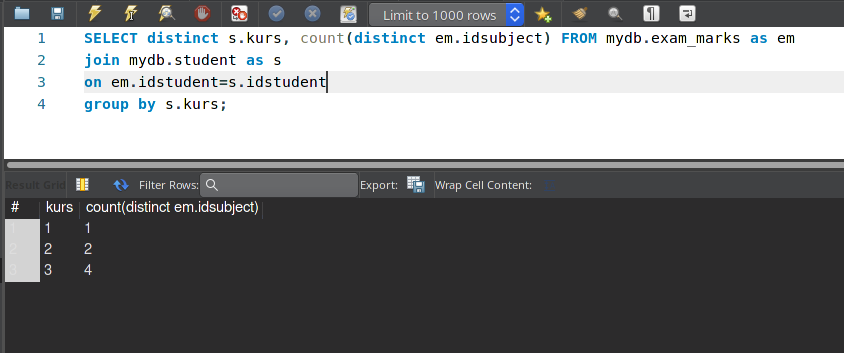 Limit to 1000 rows
1 SELECT distinct s.kurs, count(distinct em.idsubject) FROM mydb.exam_marks as em
2 join mydb.student as s
3 on em.idstudent=s.idstudent
4 group by s.kurs;
Result Grid Filter Rows: Export: Wrap Cell Content:
# kurs count(distinct em.idsubject)
1 1 1
2 2 2
3 3 4